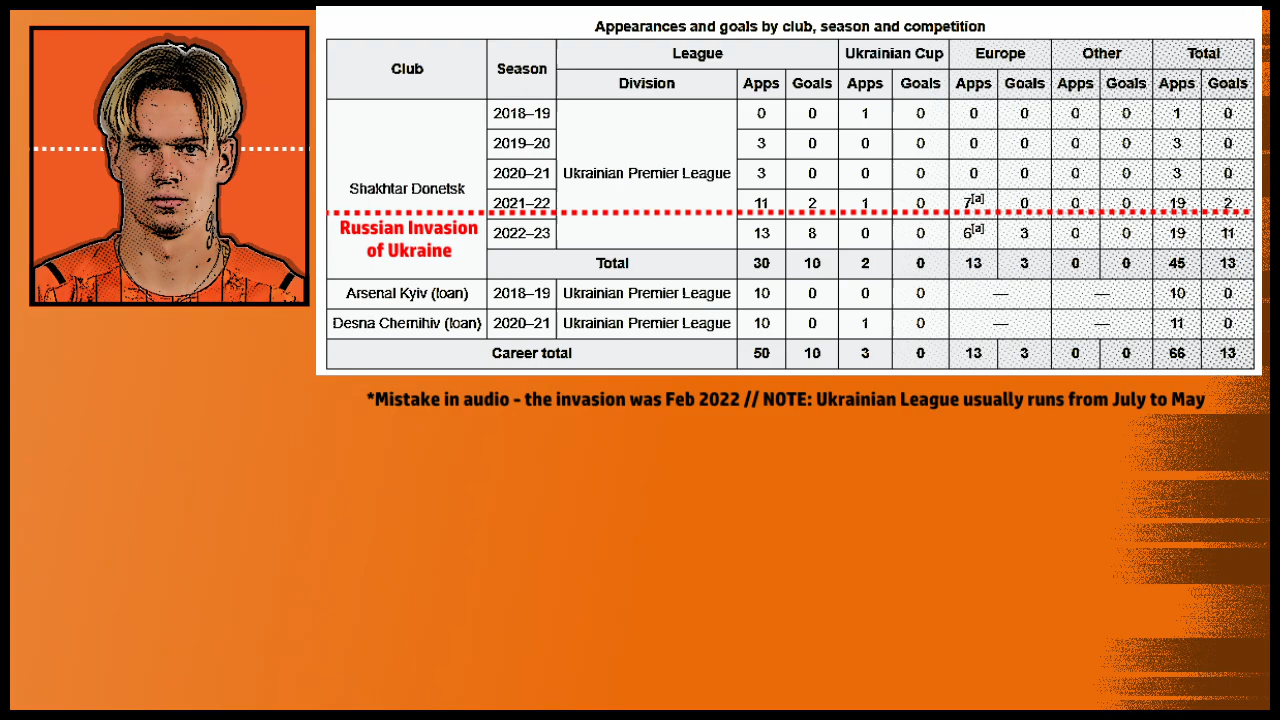 Appearances and goals by club, season and competition
Club Season League Ukrainian Cup Europe Other Total
Division Apps Goals Apps Goals Apps Goals Apps Goals Apps Goals
Shakhtar Donetsk 2018–19 Ukrainian Premier League 0 0 1 0 0 0 0 0 1 0
2019–20 3 0 0 0 0 0 0 0 3 0
2020–21 3 0 0 0 0 0 0 0 3 0
2021–22 11 2 1 0 7[a] 0 0 0 19 2
Russian Invasion
of Ukraine
2022–23 13 8 0 0 6[a] 3 0 0 19 11
Total 30 10 2 0 13 3 0 0 45 13
Arsenal Kyiv (loan) 2018–19 Ukrainian Premier League 10 0 0 0 — — 10 0
Desna Chernihiv (loan) 2020–21 Ukrainian Premier League 10 0 1 0 — — 11 0
Career total 50 10 3 0 13 3 0 0 66 13
*Mistake in audio - the invasion was Feb 2022 // NOTE: Ukrainian League usually runs from July to May